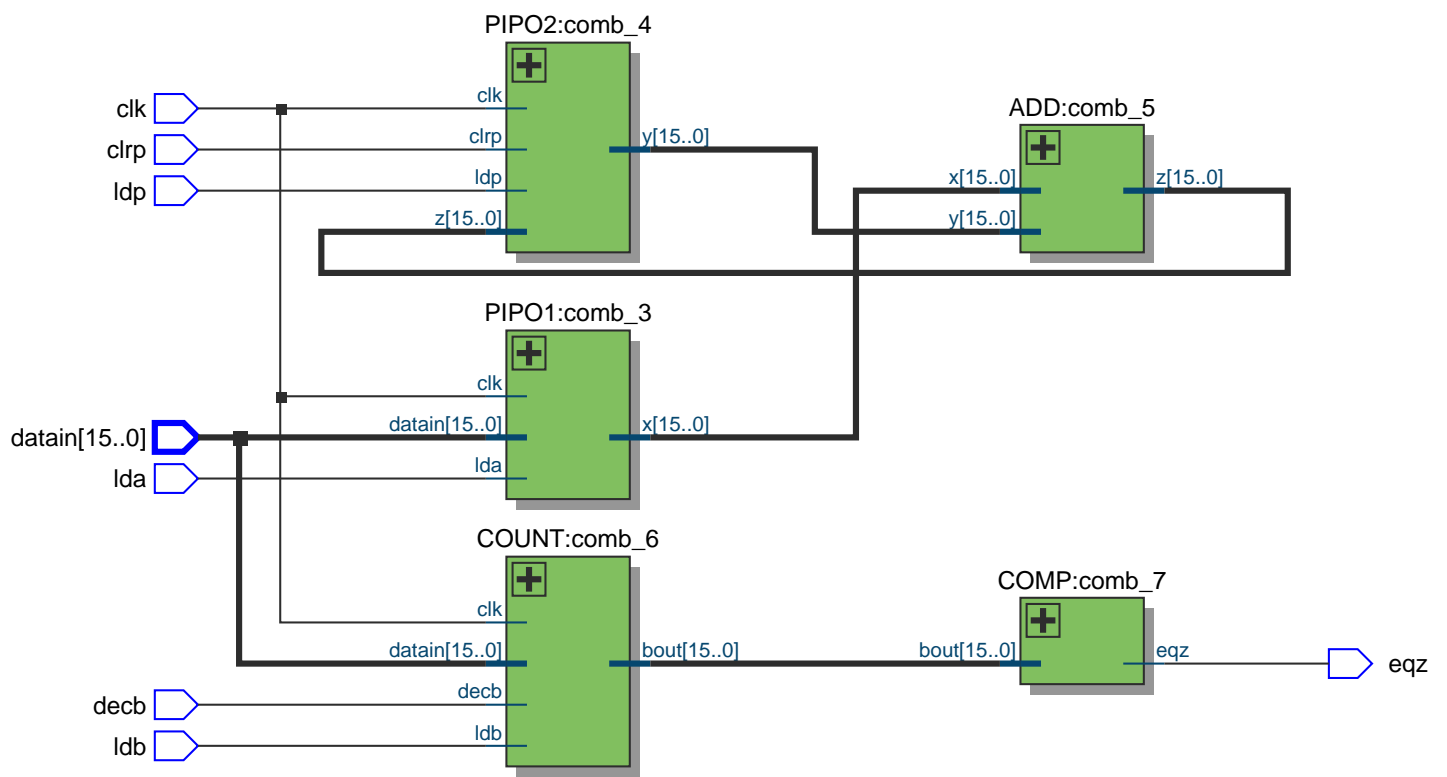 PIPO2:comb_4
clk
clrp
ldp
clk
clrp
ldp
z[15..0]
y[15..0]
ADD:comb_5
x[15..0]
y[15..0]
z[15..0]
PIPO1:comb_3
datain[15..0]
lda
clk
datain[15..0]
lda
x[15..0]
COUNT:comb_6
decb
ldb
clk
datain[15..0]
decb
ldb
bout[15..0]
COMP:comb_7
bout[15..0]
eqz
eqz